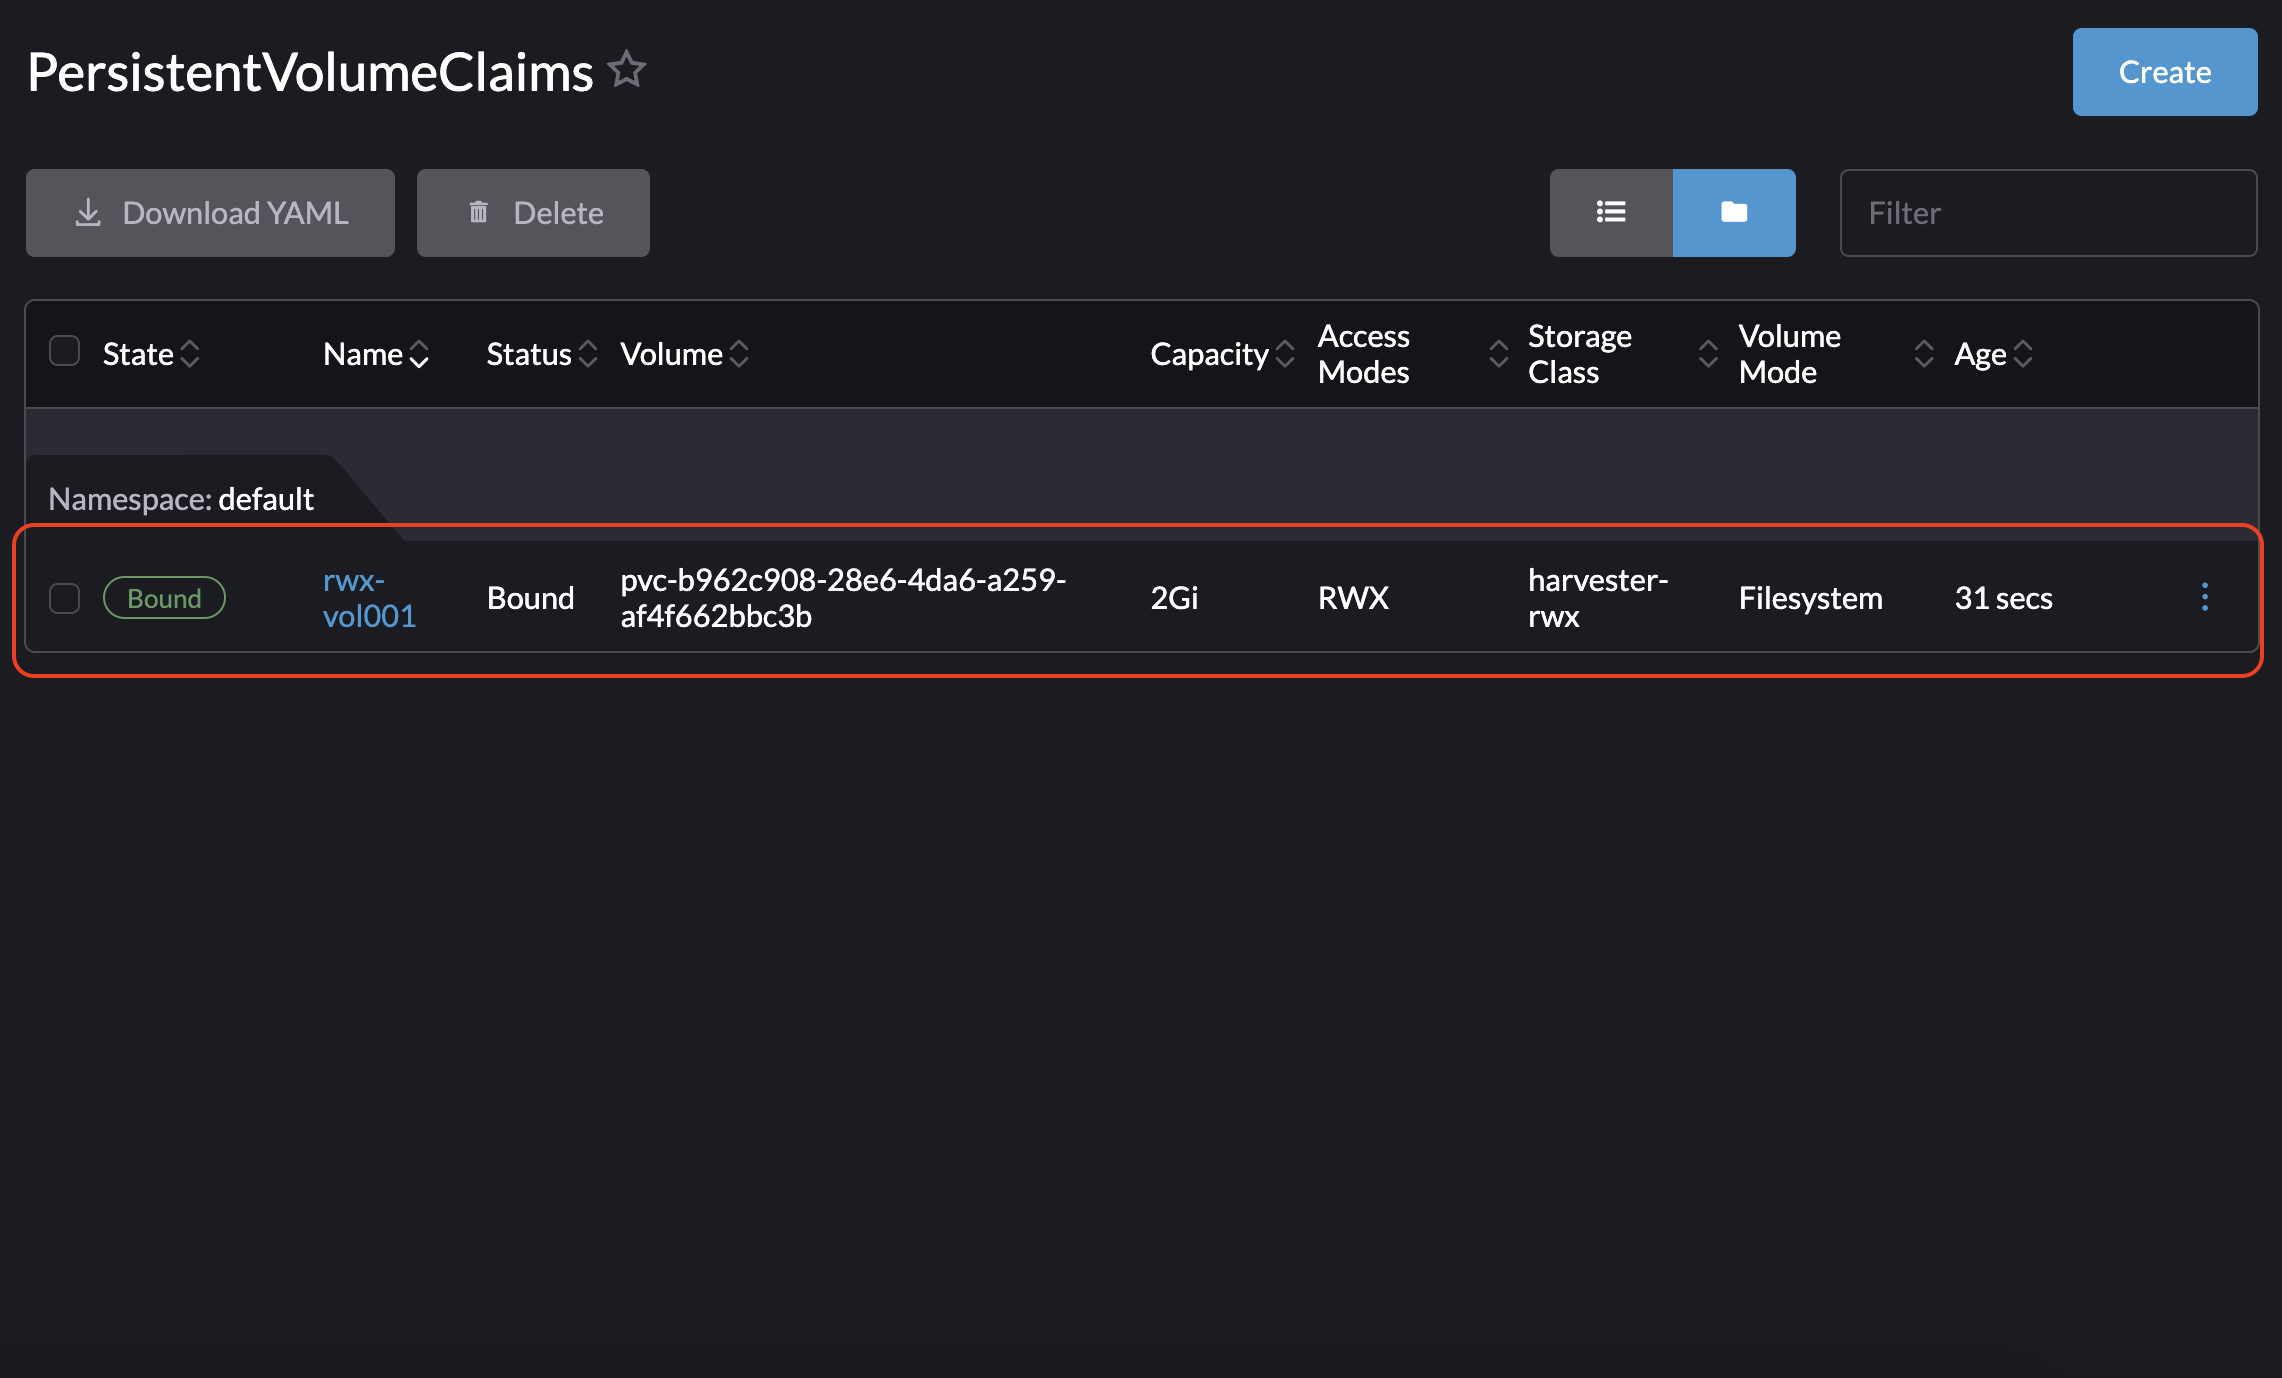 PersistentVolumeClaims
Create
Download YAML
Delete
Filter
State
Name
Status
Volume
Capacity
Access
Modes
Storage
Class
Volume
Mode
Age
Namespace: default
Bound
rwx-
vol001
Bound
pvc-b962c908-28e6-4da6-a259-
af4f662bbc3b
2Gi
RWX
harvester-
rwx
Filesystem
31 secs